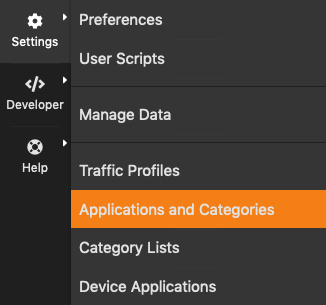 Settings
Developer
Help
Preferences
User Scripts
Manage Data
Traffic Profiles
Applications and Categories
Category Lists
Device Applications